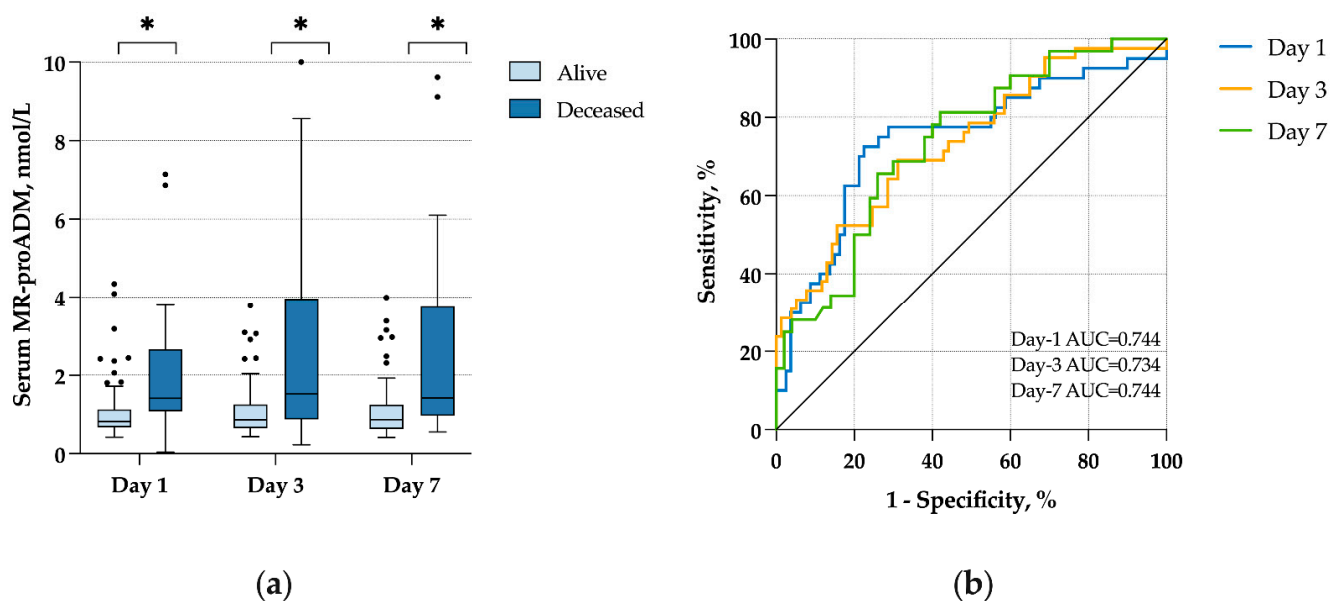 * * *
10
8
6
4
2
0
Serum MR-proADM, nmol/L
Alive
Deceased
Day 1 Day 3 Day 7
(a)
100
80
60
40
20
0
Sensitivity, %
0 20 40 60 80 100
1 - Specificity, %
Day-1 AUC=0.744
Day-3 AUC=0.734
Day-7 AUC=0.744
Day 1
Day 3
Day 7
(b)